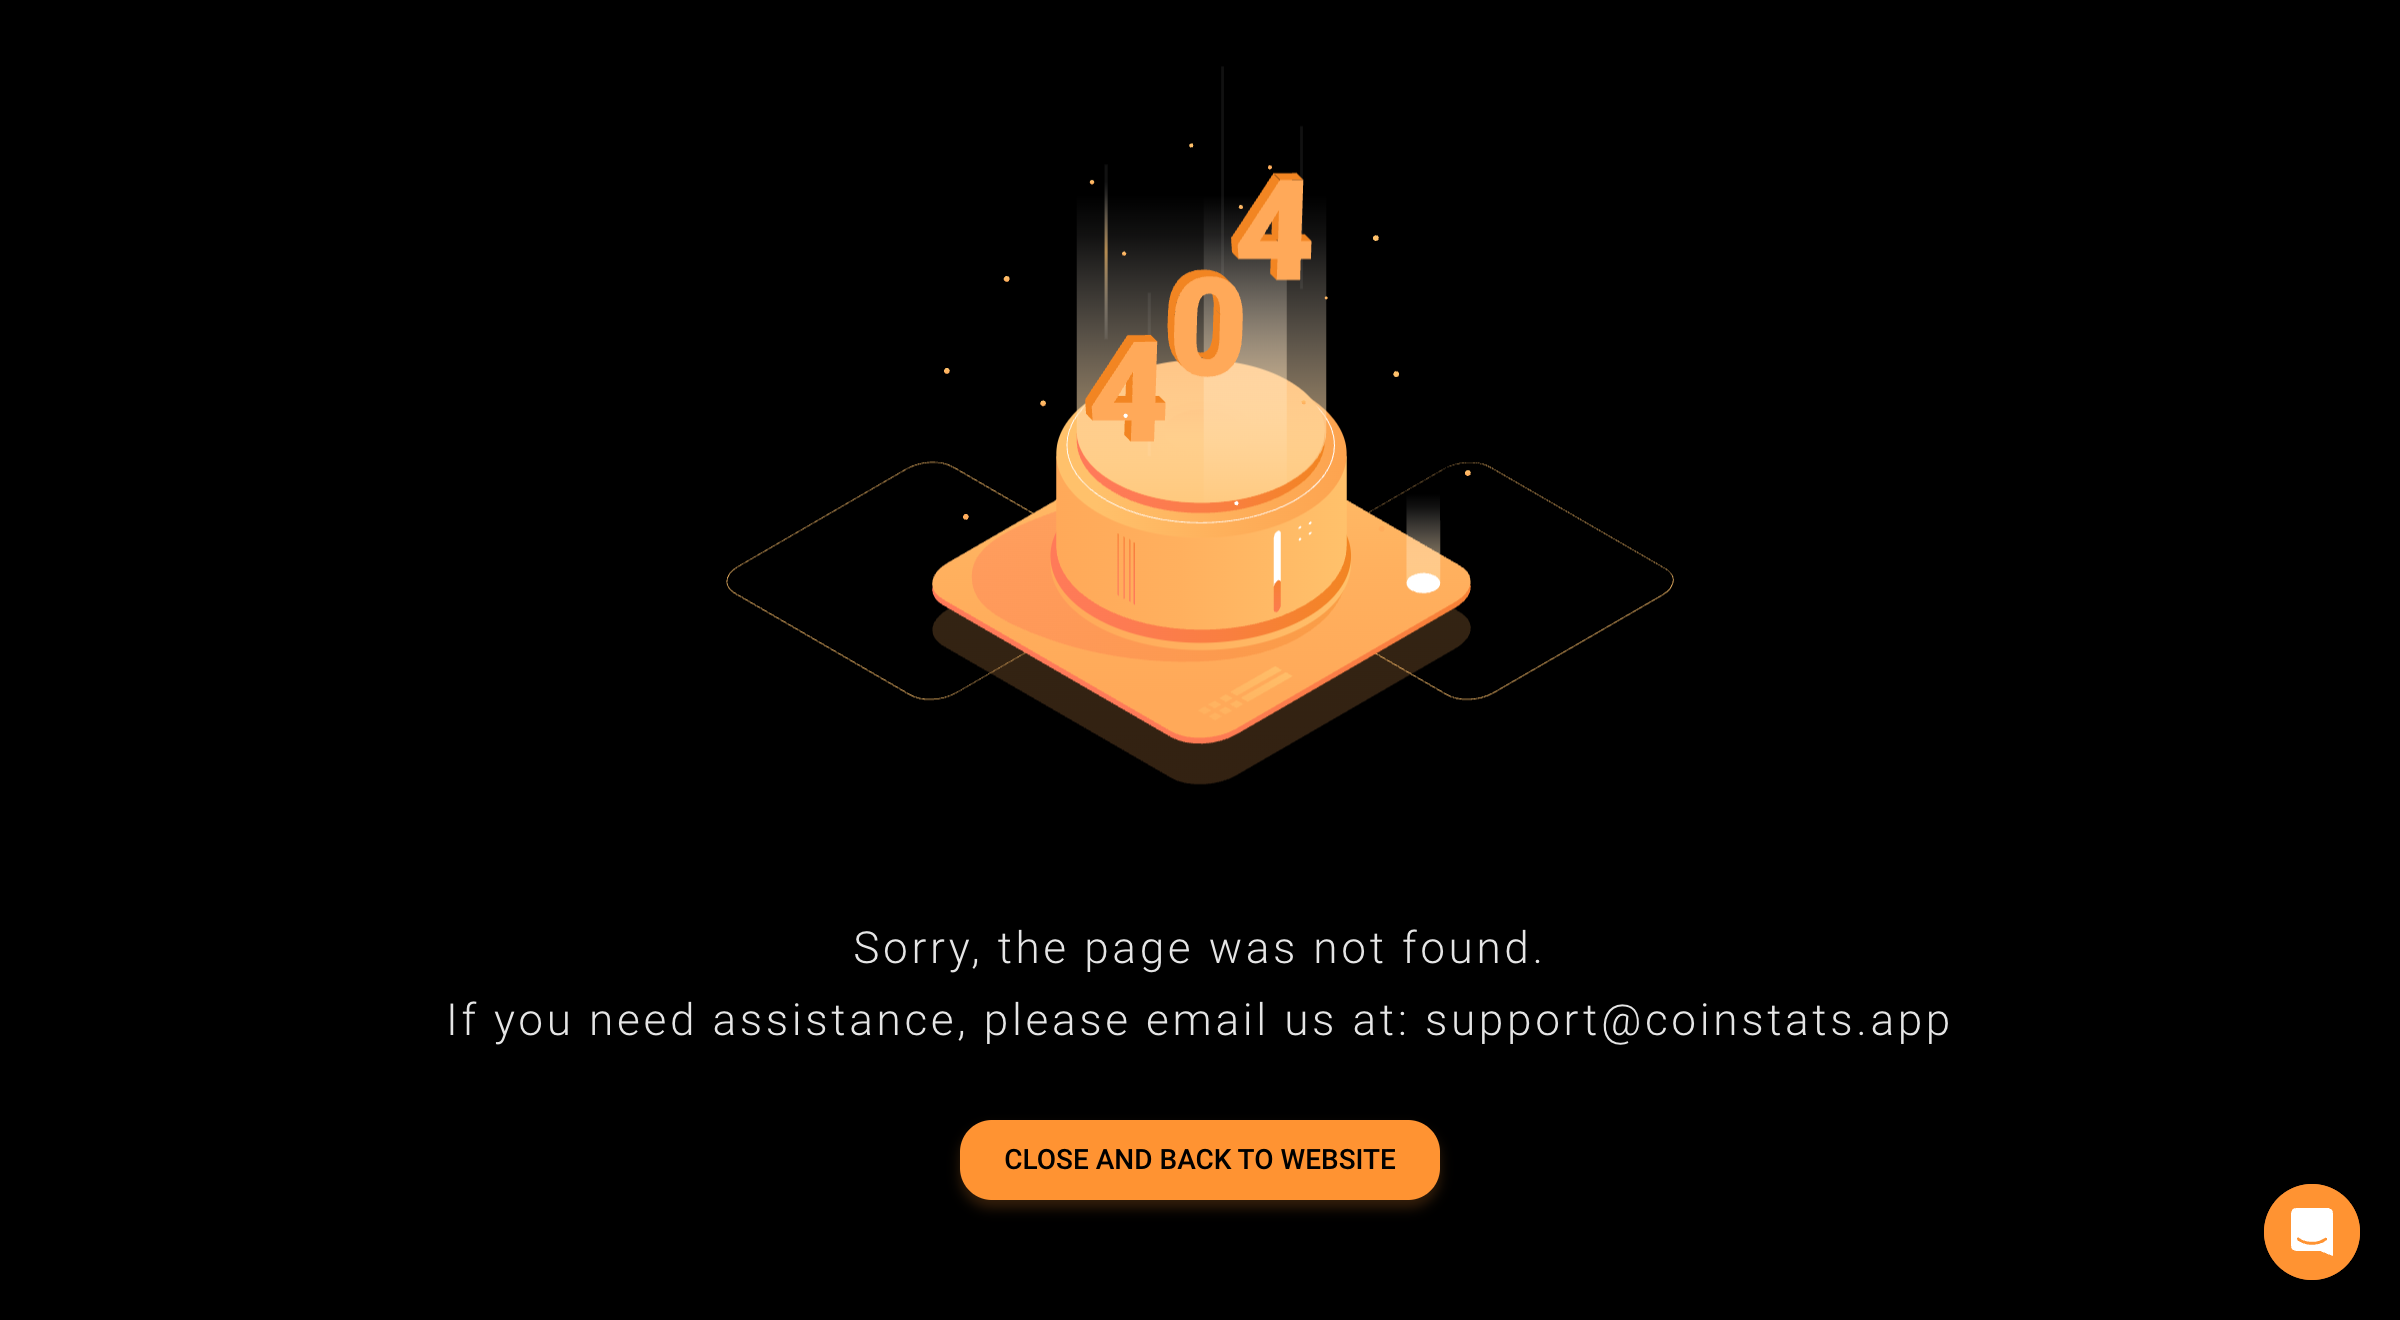 404
Sorry, the page was not found.
If you need assistance, please email us at: support@coinstats.app
CLOSE AND BACK TO WEBSITE